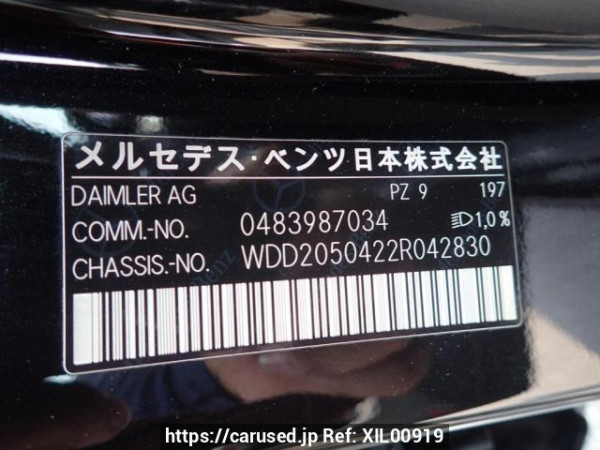 メルセデス・ベンツ日本株式会社
DAIMLER AG PZ 9 197
COMM.-NO. 0483987034 1,0%
CHASSIS.-NO. WDD2050422R042830
https://carused.jp Ref: XIL00919